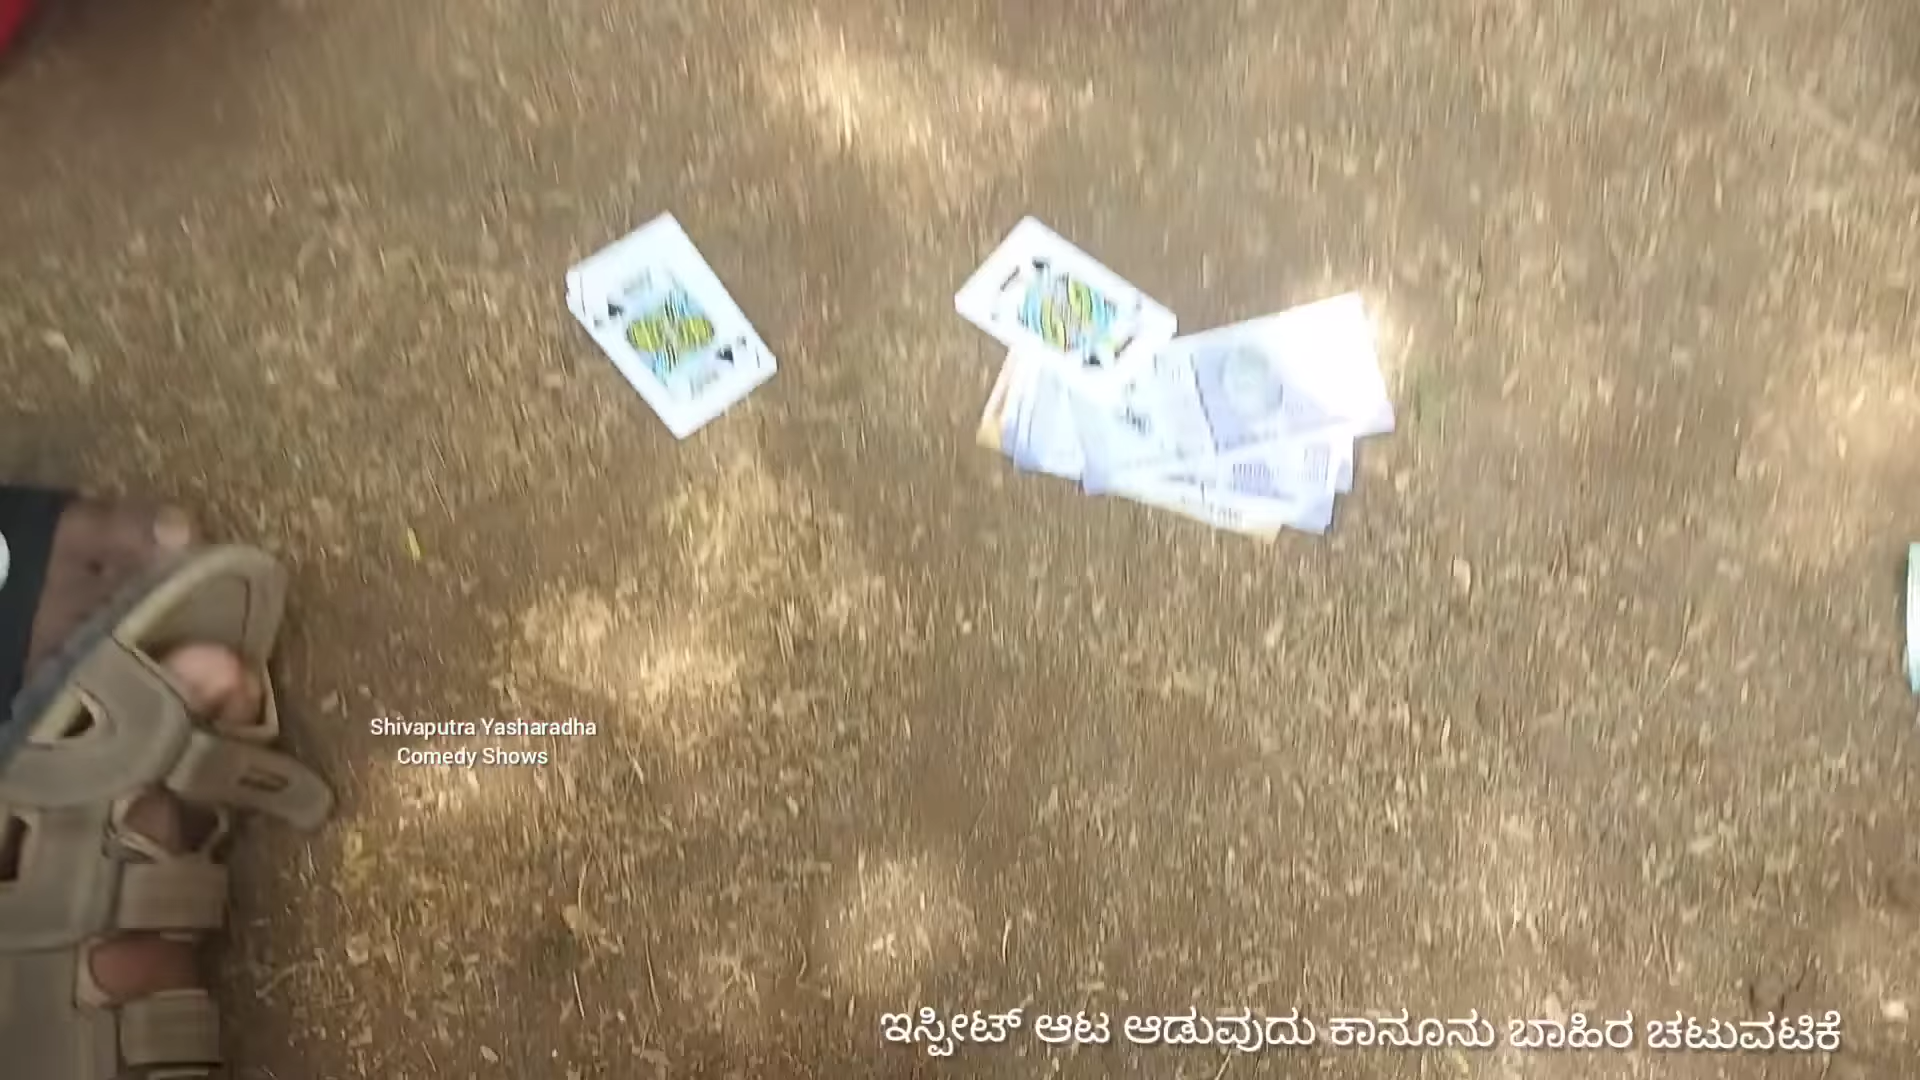 Shivaputra Yasharadha
Comedy Shows
ಇಸ್ಪೀಟ್ ಆಟ ಆಡುವುದು ಕಾನೂನು ಬಾಹಿರ ಚಟುವಟಿಕೆ